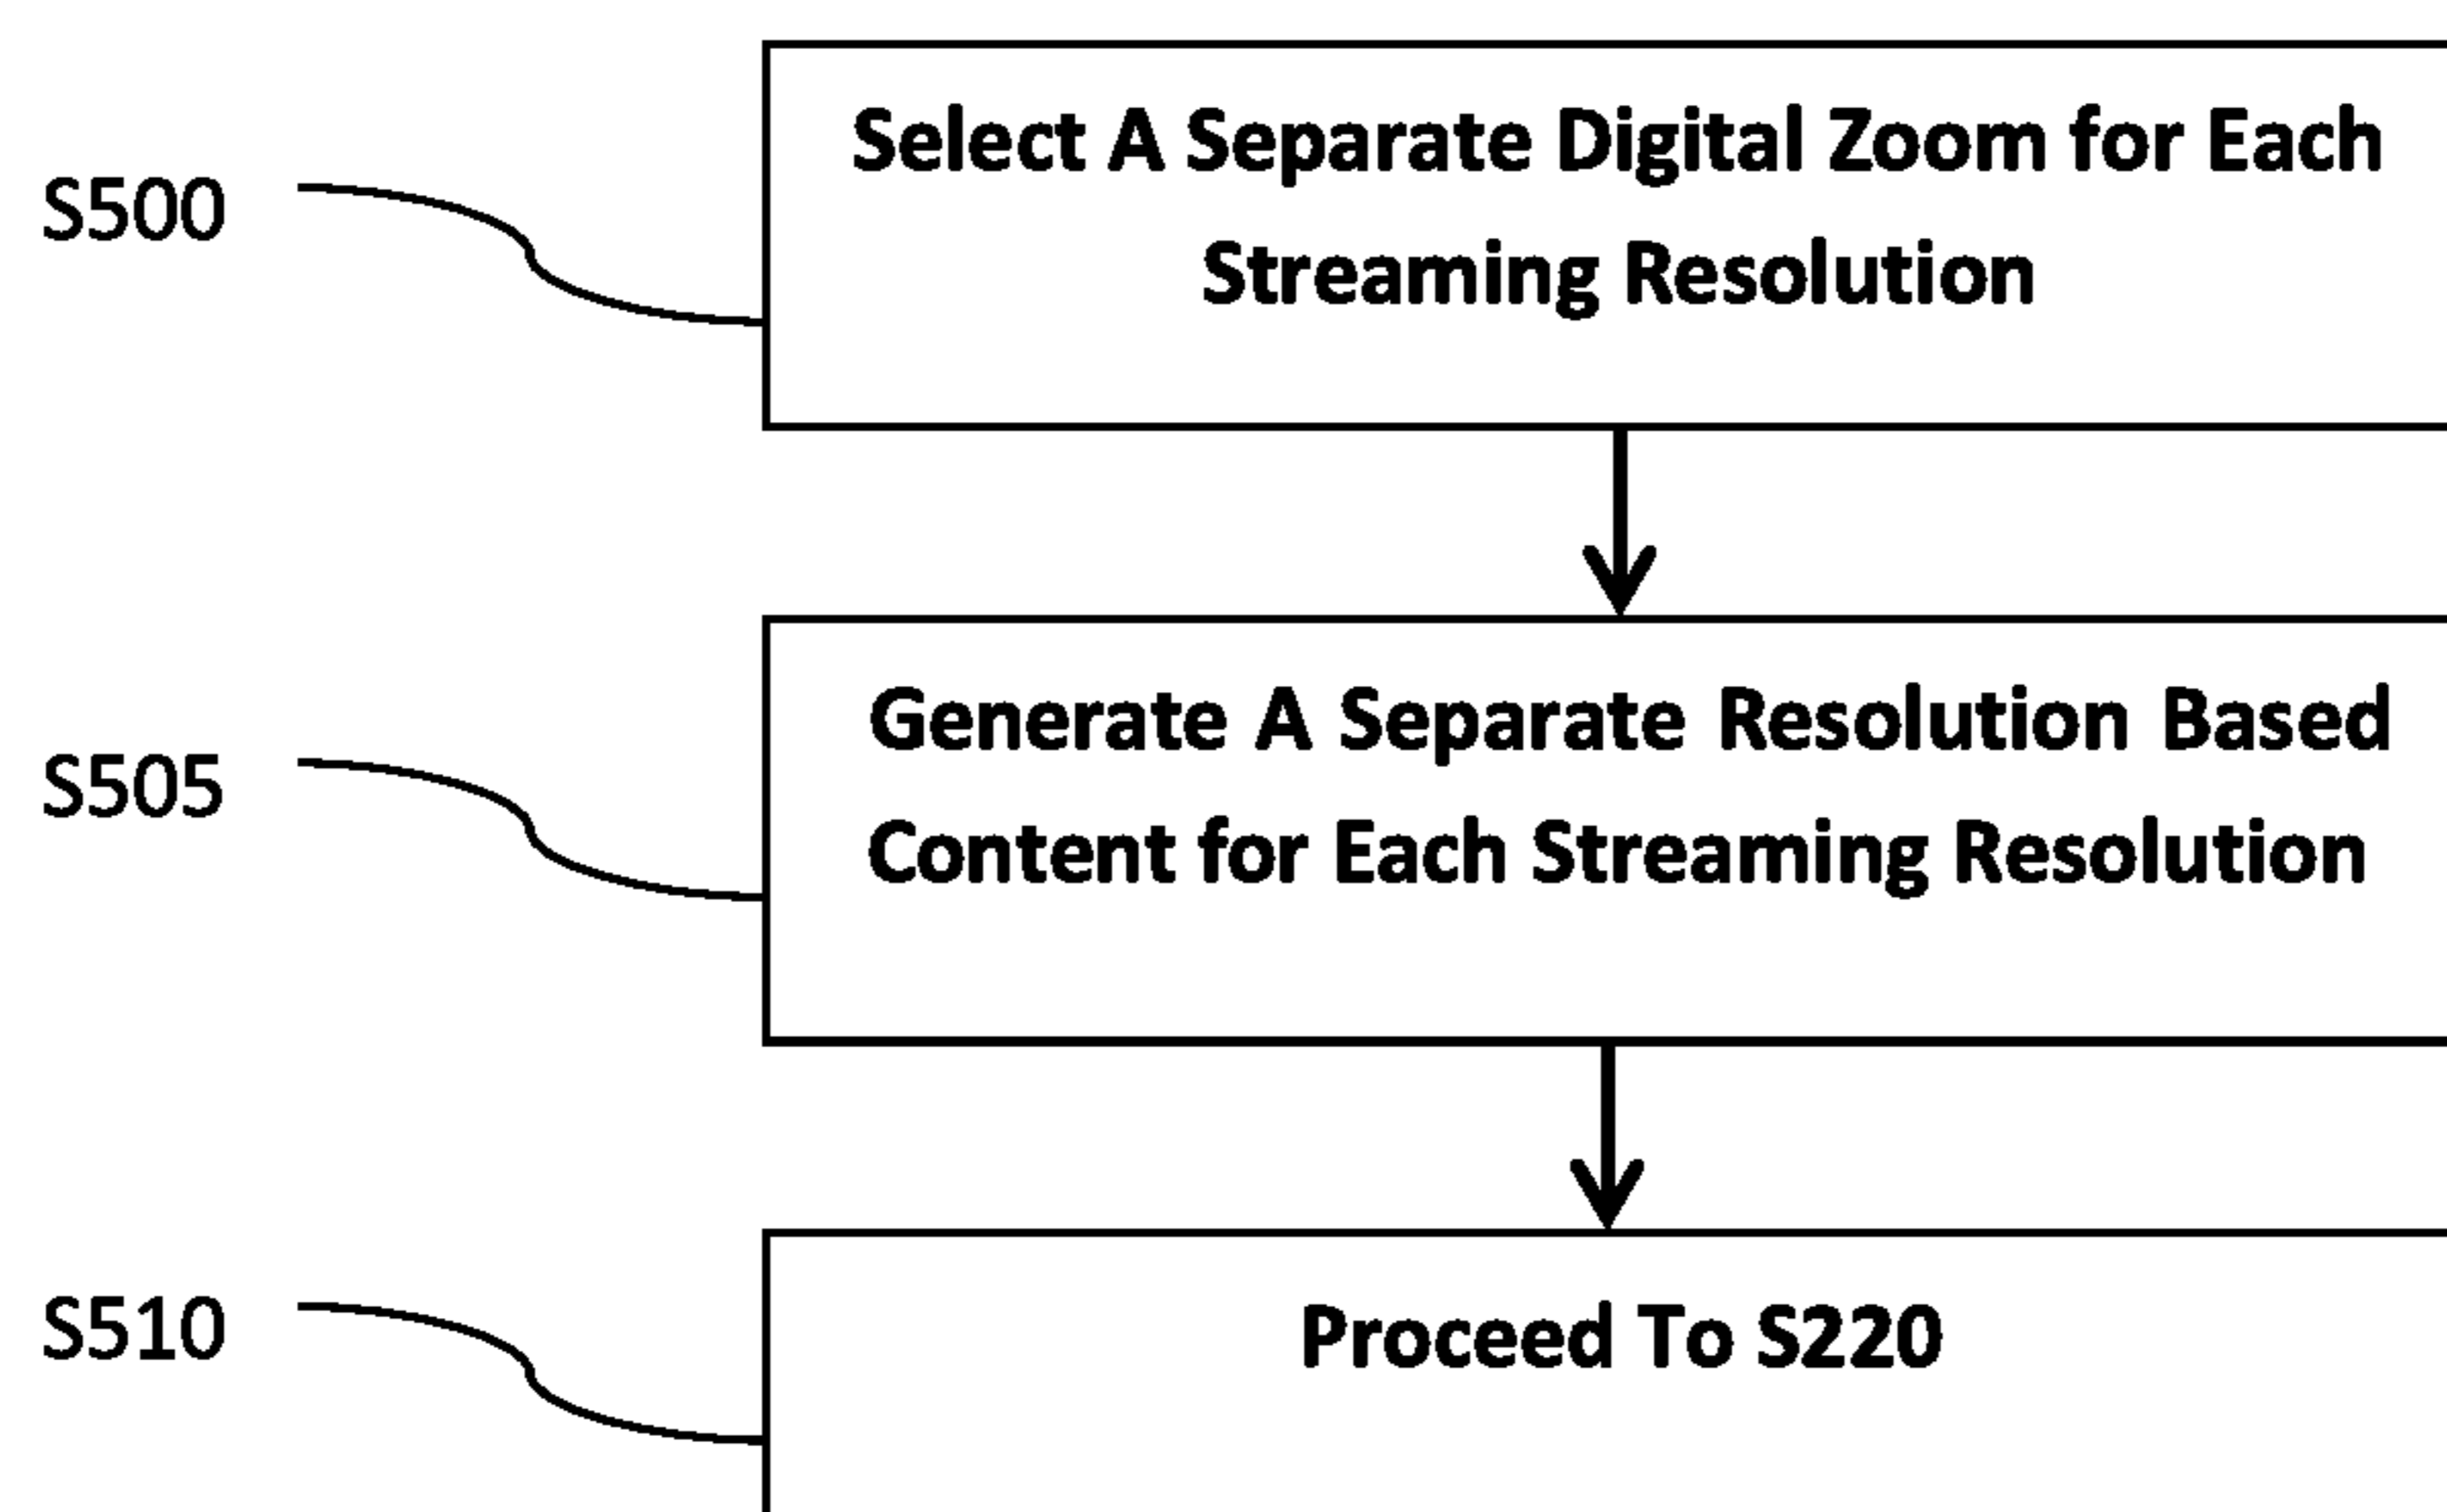 Select A Separate Digital Zoom for Each
Streaming Resolution
S500
Generate A Separate Resolution Based
Content for Each Streaming Resolution
S505
Proceed To S220
S510